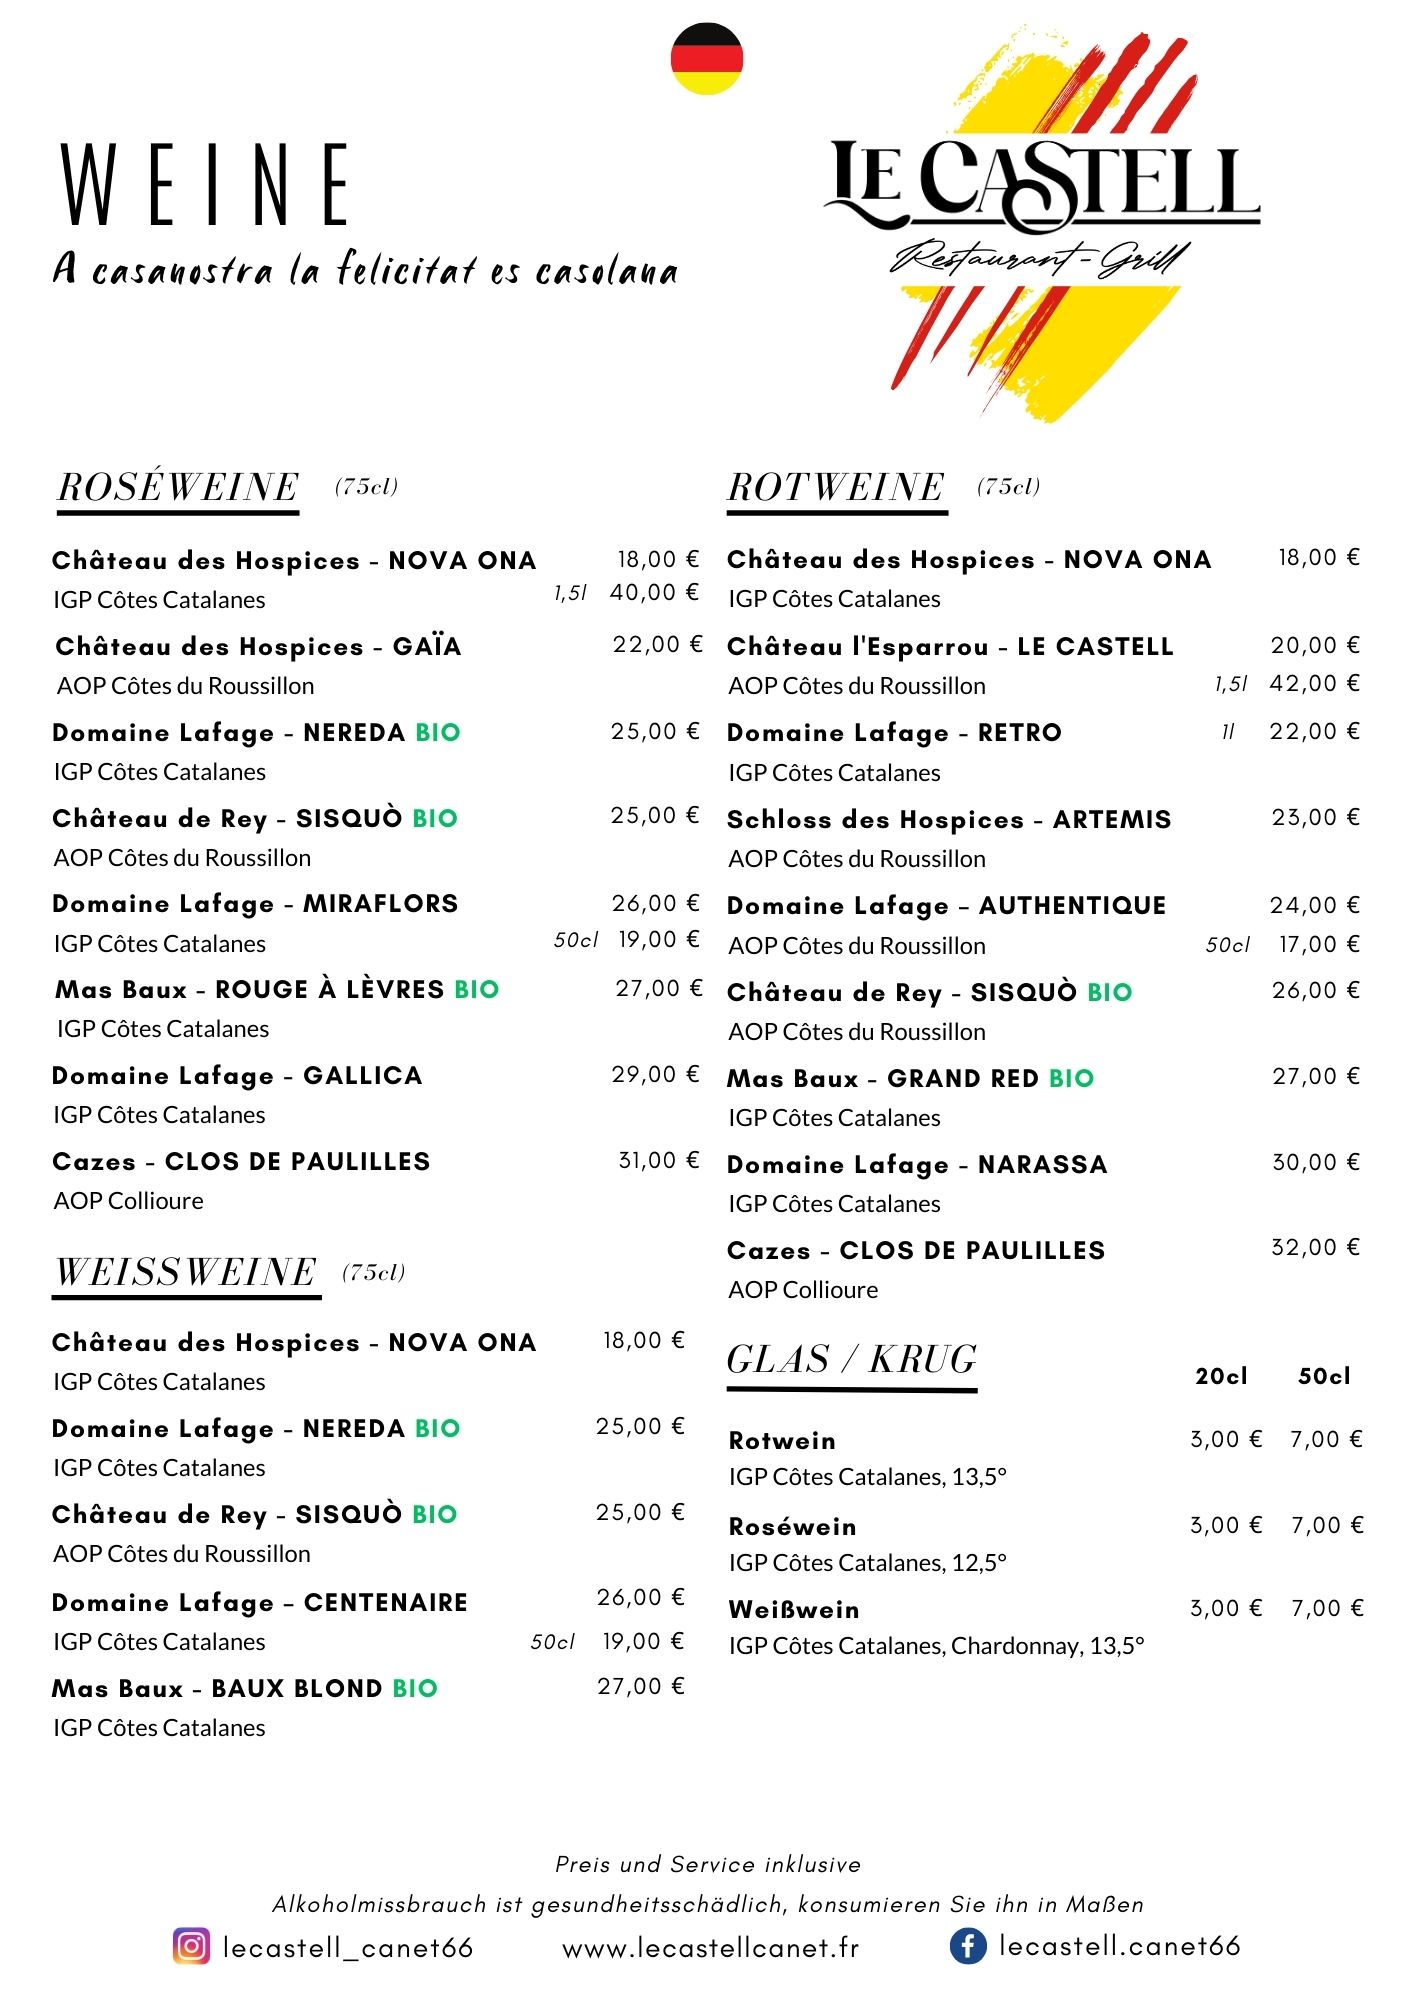 WEINE
A casanostra la felicitat es casolana
LE CASTELL
Restaurant-Grill
ROSÉWEINE (75cl)
Château des Hospices - NOVA ONA 18,00 €
IGP Côtes Catalanes 1,5l 40,00 €
Château des Hospices - GAÏA 22,00 €
AOP Côtes du Roussillon
Domaine Lafage - NEREDA BIO 25,00 €
IGP Côtes Catalanes
Château de Rey - SISQUÒ BIO 25,00 €
AOP Côtes du Roussillon
Domaine Lafage - MIRAFLORS 26,00 €
IGP Côtes Catalanes 50cl 19,00 €
Mas Baux - ROUGE À LÈVRES BIO 27,00 €
IGP Côtes Catalanes
Domaine Lafage - GALLICA 29,00 €
IGP Côtes Catalanes
Cazes - CLOS DE PAULILLES 31,00 €
AOP Collioure
WEISSWEINE (75cl)
Château des Hospices - NOVA ONA 18,00 €
IGP Côtes Catalanes
Domaine Lafage - NEREDA BIO 25,00 €
IGP Côtes Catalanes
Château de Rey - SISQUÒ BIO 25,00 €
AOP Côtes du Roussillon
Domaine Lafage – CENTENAIRE 26,00 €
IGP Côtes Catalanes 50cl 19,00 €
Mas Baux - BAUX BLOND BIO 27,00 €
IGP Côtes Catalanes
ROTWEINE (75cl)
Château des Hospices - NOVA ONA 18,00 €
IGP Côtes Catalanes
Château l'Esparrou - LE CASTELL 20,00 €
AOP Côtes du Roussillon 1,5l 42,00 €
Domaine Lafage - RETRO 1l 22,00 €
IGP Côtes Catalanes
Schloss des Hospices - ARTEMIS 23,00 €
AOP Côtes du Roussillon
Domaine Lafage – AUTHENTIQUE 24,00 €
AOP Côtes du Roussillon 50cl 17,00 €
Château de Rey - SISQUÒ BIO 26,00 €
AOP Côtes du Roussillon
Mas Baux - GRAND RED BIO 27,00 €
IGP Côtes Catalanes
Domaine Lafage - NARASSA 30,00 €
IGP Côtes Catalanes
Cazes - CLOS DE PAULILLES 32,00 €
AOP Collioure
GLAS / KRUG 20cl 50cl
Rotwein 3,00 € 7,00 €
IGP Côtes Catalanes, 13,5°
Roséwein 3,00 € 7,00 €
IGP Côtes Catalanes, 12,5°
Weißwein 3,00 € 7,00 €
IGP Côtes Catalanes, Chardonnay, 13,5°
Preis und Service inklusive
Alkoholmissbrauch ist gesundheitsschädlich, konsumieren Sie ihn in Maßen
lecastell_canet66 www.lecastellcanet.fr lecastell.canet66